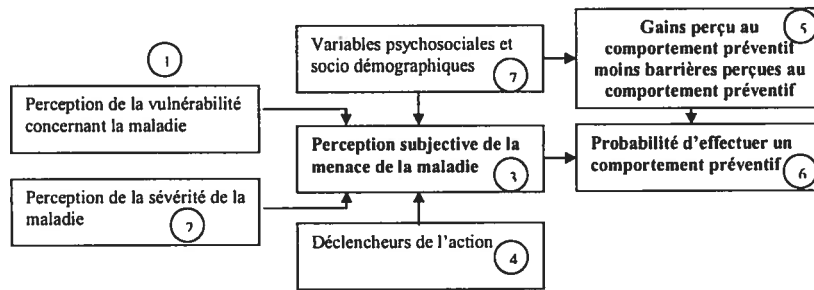 1
Perception de la vulnérabilité
concernant la maladie
Perception de la sévérité de la
maladie
2
Variables psychosociales et
socio démographiques
7
Perception subjective de la
menace de la maladie
3
Déclencheurs de l'action
4
5
Gains perçu au
comportement préventif
moins barrières perçues au
comportement préventif
Probabilité d'effectuer un
comportement préventif
6